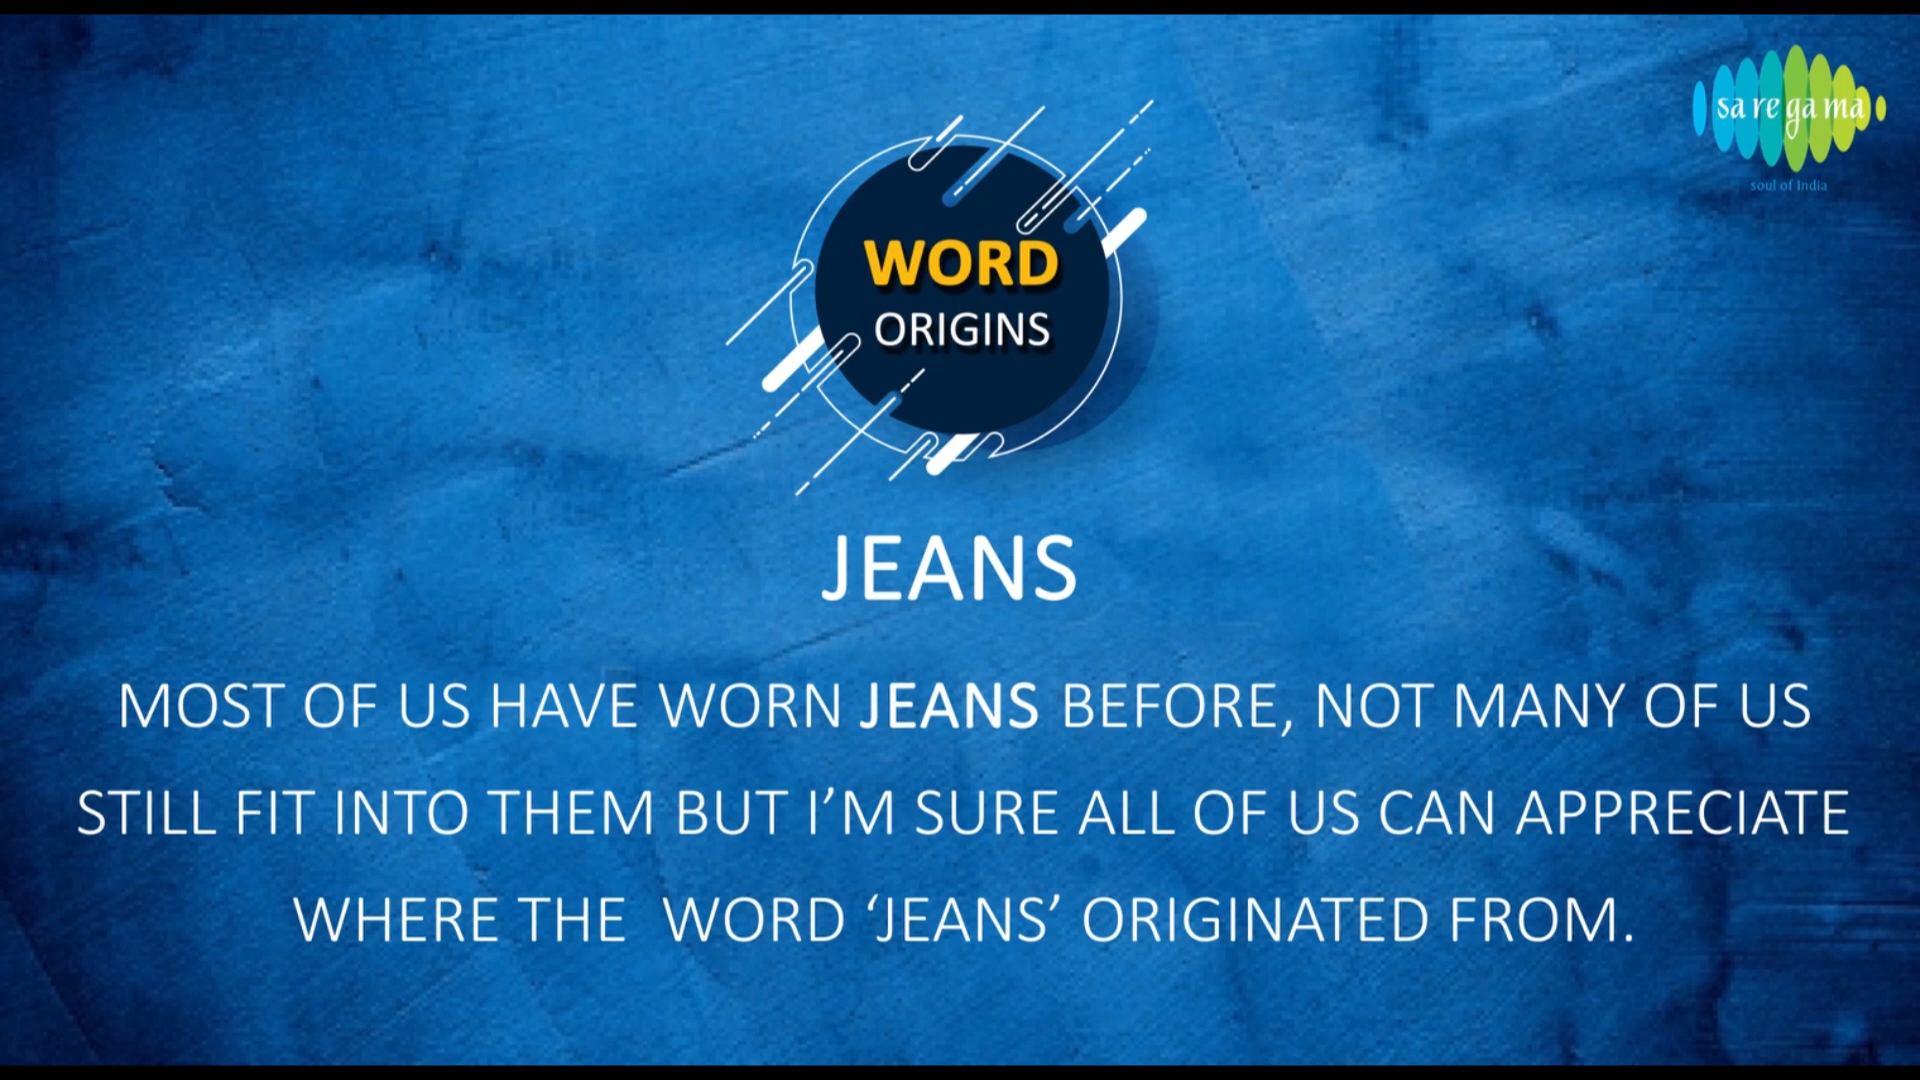 sa re ga ma
soul of India
WORD
ORIGINS
JEANS
MOST OF US HAVE WORN JEANS BEFORE, NOT MANY OF US
STILL FIT INTO THEM BUT I’M SURE ALL OF US CAN APPRECIATE
WHERE THE WORD ‘JEANS’ ORIGINATED FROM.